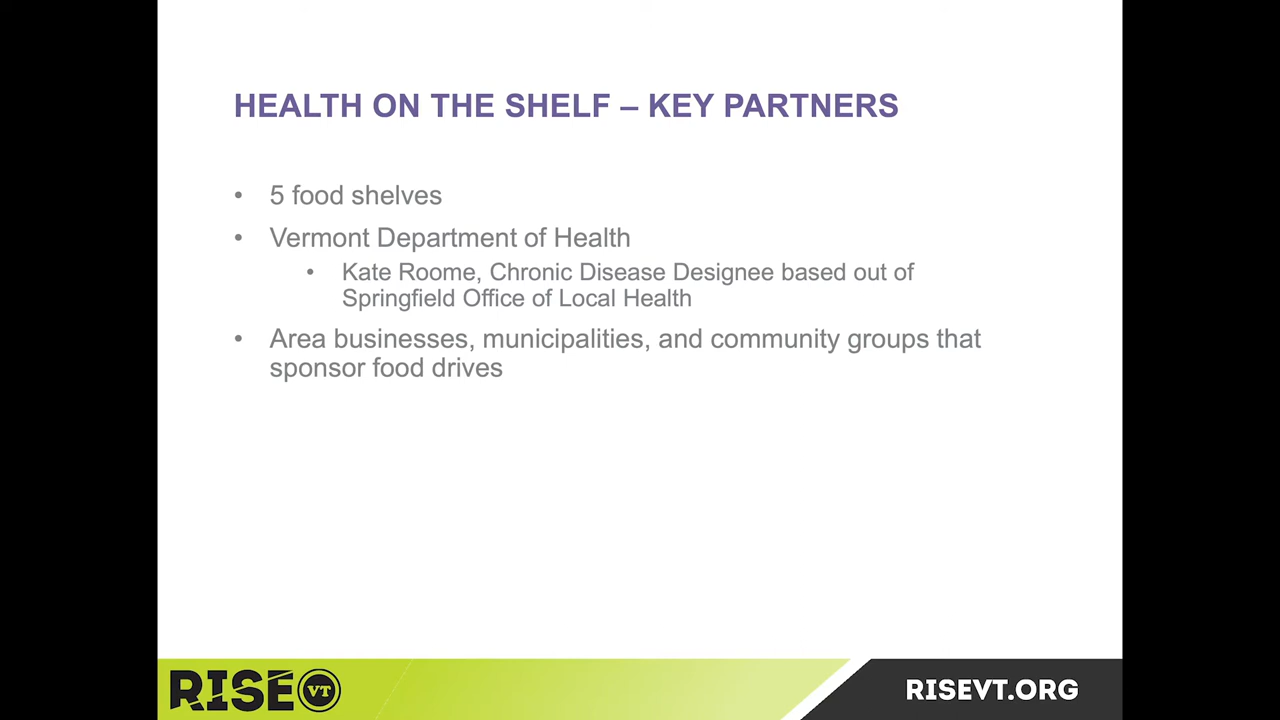 HEALTH ON THE SHELF – KEY PARTNERS
• 5 food shelves
• Vermont Department of Health
• Kate Roome, Chronic Disease Designee based out of
Springfield Office of Local Health
• Area businesses, municipalities, and community groups that
sponsor food drives
RISE VT
RISEVT.ORG